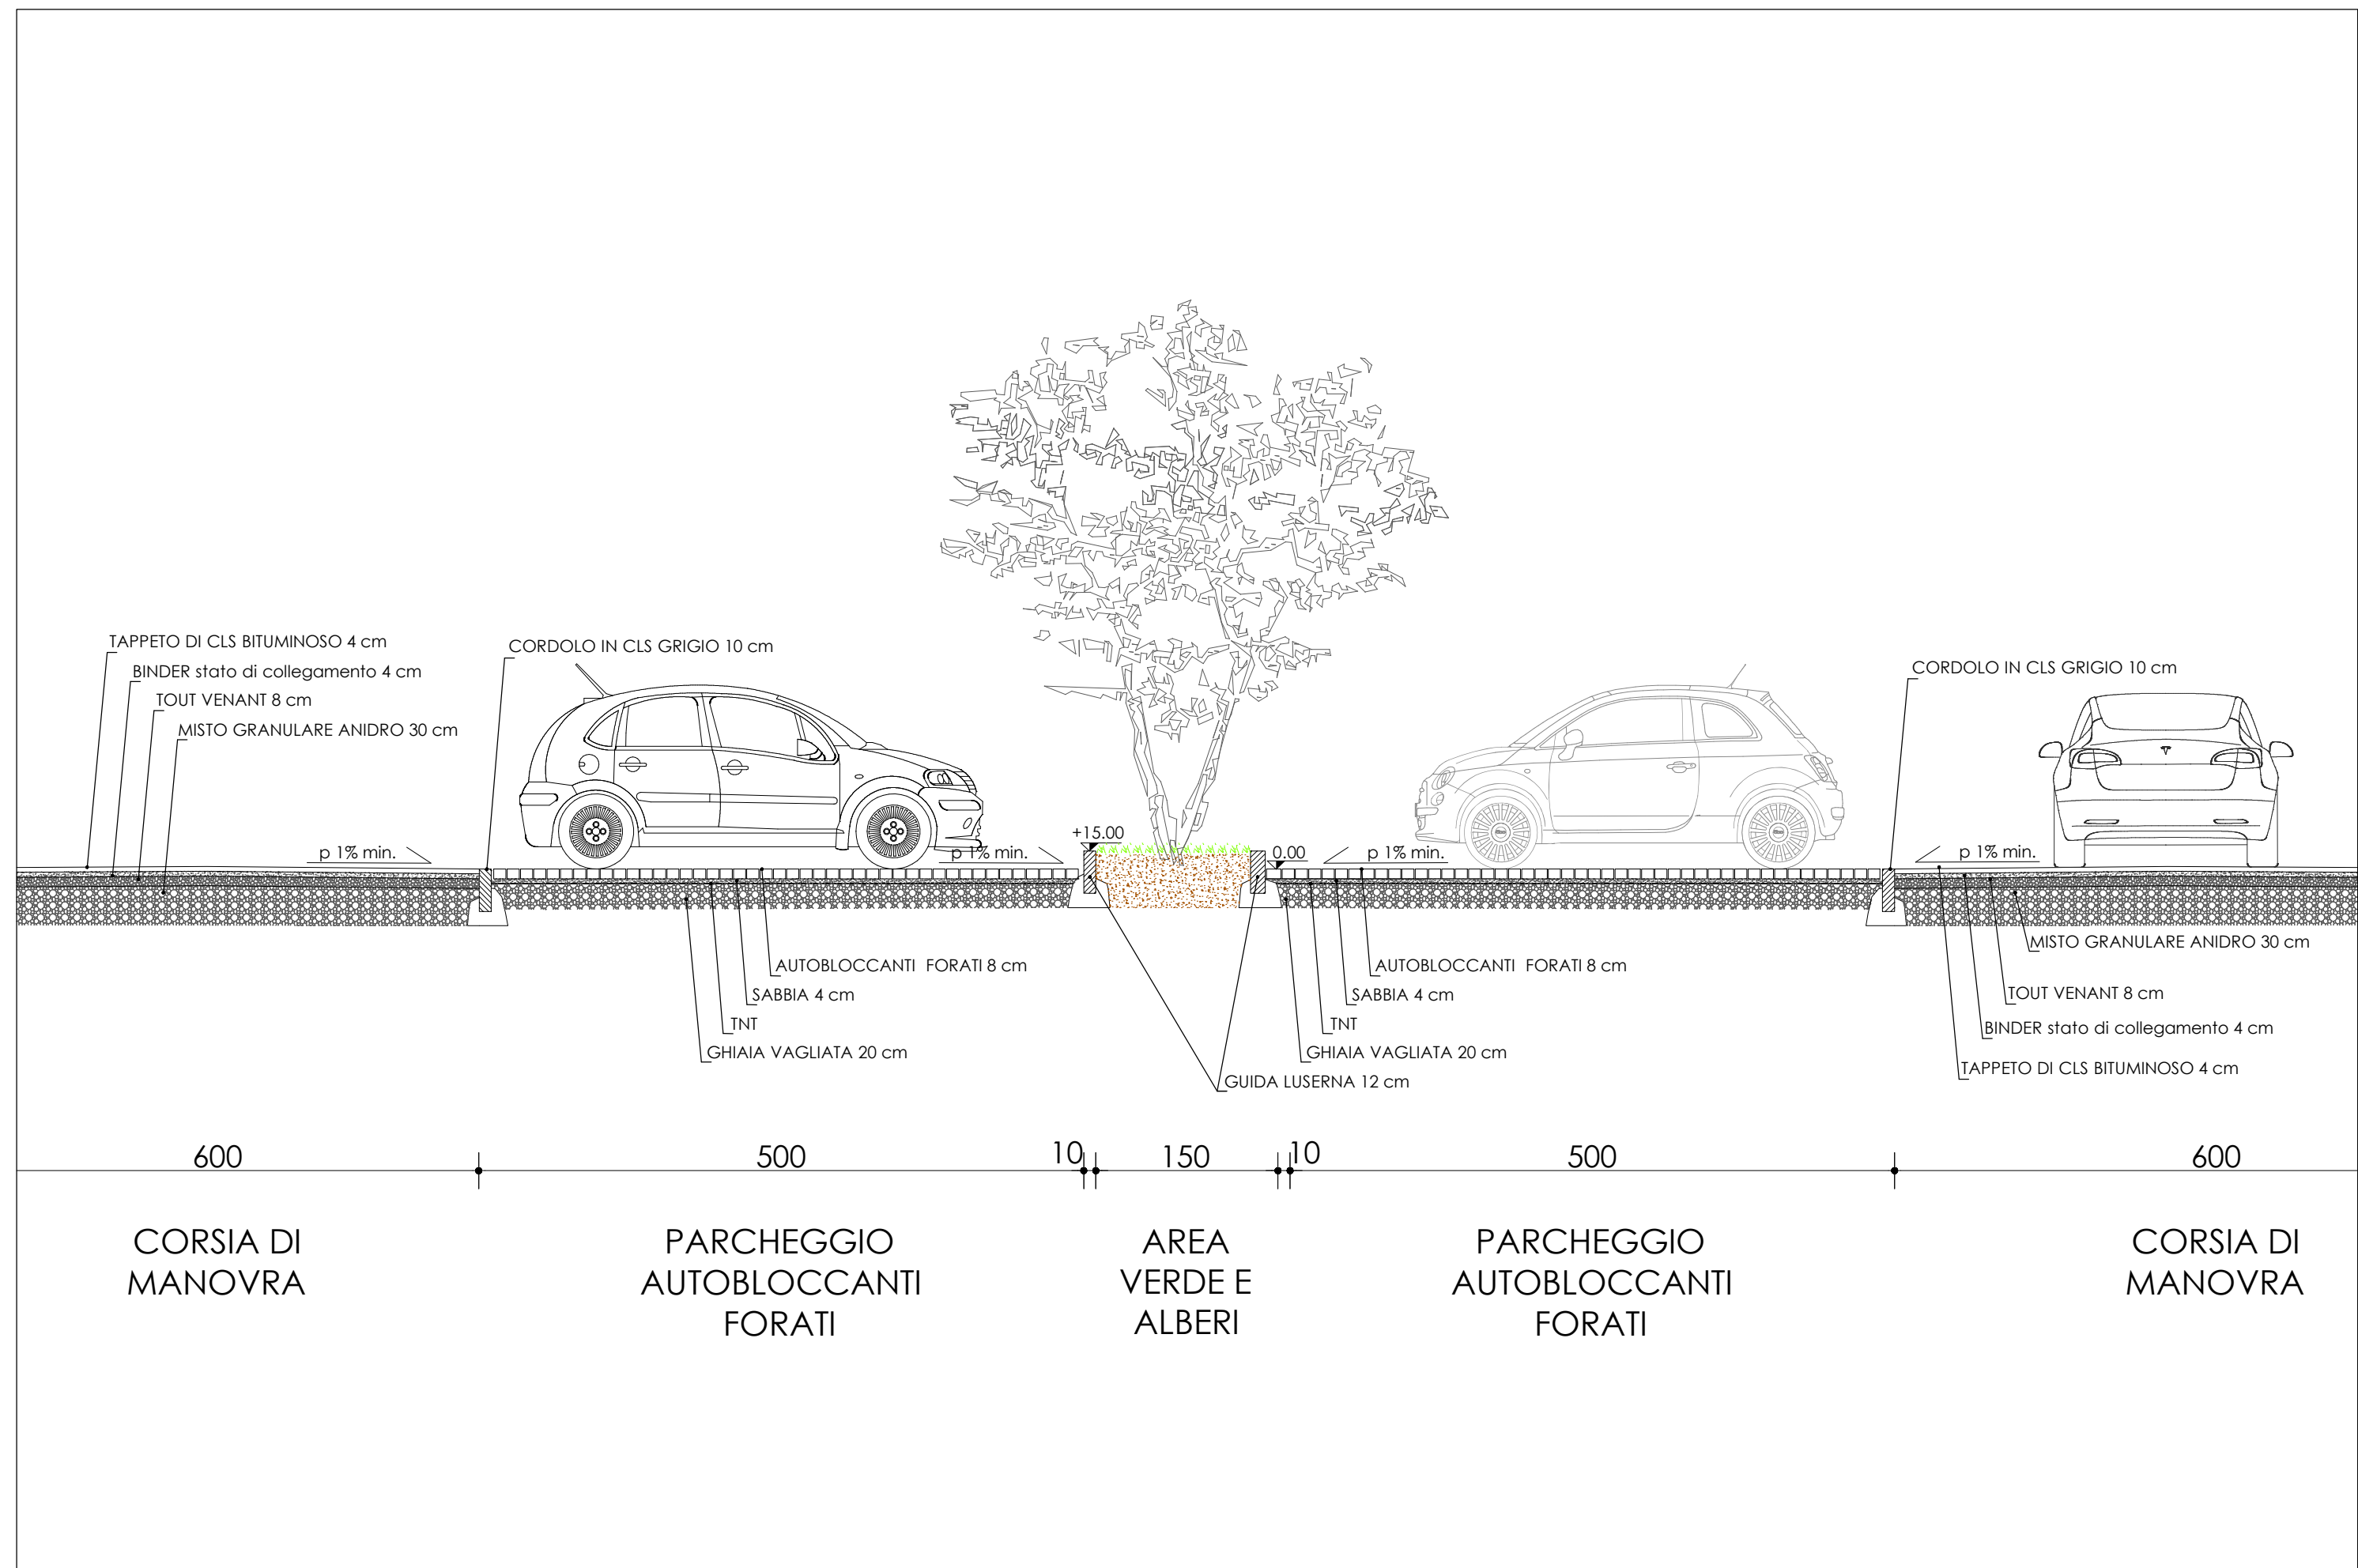 TAPPETO DI CLS BITUMINOSO 4 cm
BINDER stato di collegamento 4 cm
TOUT VENANT 8 cm
MISTO GRANULARE ANIDRO 30 cm
CORDOLO IN CLS GRIGIO 10 cm
CORDOLO IN CLS GRIGIO 10 cm
p 1% min.
p 1% min.
+15.00
0.00
p 1% min.
p 1% min.
AUTOBLOCCANTI FORATI 8 cm
SABBIA 4 cm
TNT
GHIAIA VAGLIATA 20 cm
GUIDA LUSERNA 12 cm
AUTOBLOCCANTI FORATI 8 cm
SABBIA 4 cm
TNT
GHIAIA VAGLIATA 20 cm
MISTO GRANULARE ANIDRO 30 cm
TOUT VENANT 8 cm
BINDER stato di collegamento 4 cm
TAPPETO DI CLS BITUMINOSO 4 cm
600
500
10
150
10
500
600
CORSIA DI
MANOVRA
PARCHEGGIO
AUTOBLOCCANTI
FORATI
AREA
VERDE E
ALBERI
PARCHEGGIO
AUTOBLOCCANTI
FORATI
CORSIA DI
MANOVRA